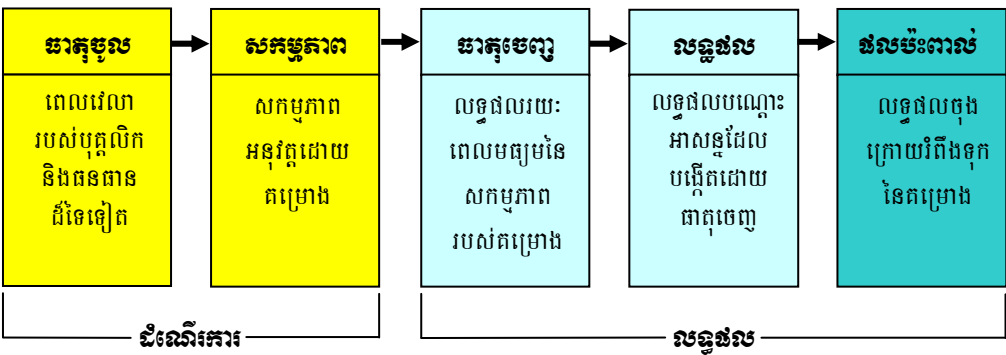 ធាតុចូល
ពេលវេលា
របស់បុគ្គលិក
និងធនធាន
ដ៏ទៃទៀត
សកម្មភាព
សកម្មភាព
អនុវត្តដោយ
គម្រោង
ធាតុចេញ
លទ្ធផលរយៈ
ពេលមធ្យមនៃ
សកម្មភាព
របស់គម្រោង
លទ្ធផល
លទ្ធផលបណ្តោះ
អាសន្នដែល
បង្កើតដោយ
ធាតុចេញ
ផលប៉ះពាល់
លទ្ធផលចុង
ក្រោយរំពឹងទុក
នៃគម្រោង
ដំណើរការ
លទ្ធផល